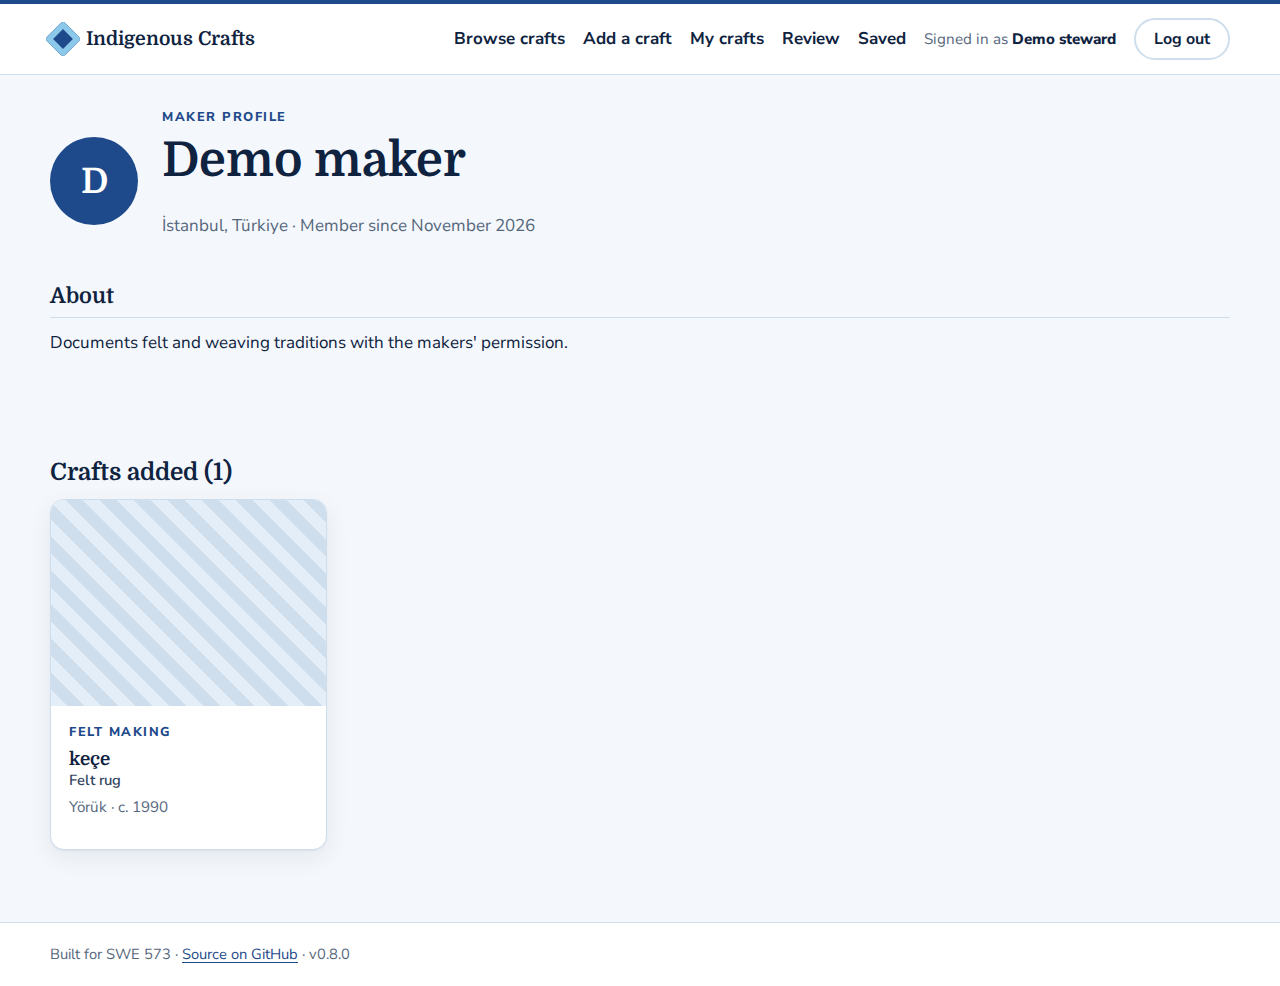 Indigenous Crafts
Browse crafts Add a craft My crafts Review Saved Signed in as Demo steward Log out
MAKER PROFILE
D
Demo maker
İstanbul, Türkiye · Member since November 2026
About
Documents felt and weaving traditions with the makers' permission.
Crafts added (1)
FELT MAKING
keçe
Felt rug
Yörük · c. 1990
Built for SWE 573 · Source on GitHub · v0.8.0